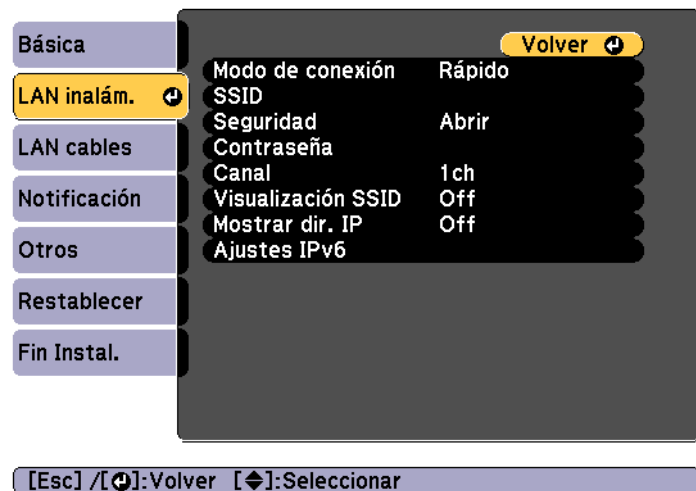 Básica
LAN inalám.
LAN cables
Notificación
Otros
Restablecer
Fin Instal.
Volver
Modo de conexión Rápido
SSID
Seguridad Abrir
Contraseña
Canal 1ch
Visualización SSID Off
Mostrar dir. IP Off
Ajustes IPv6
[Esc] /[⏎]:Volver [◆]:Seleccionar